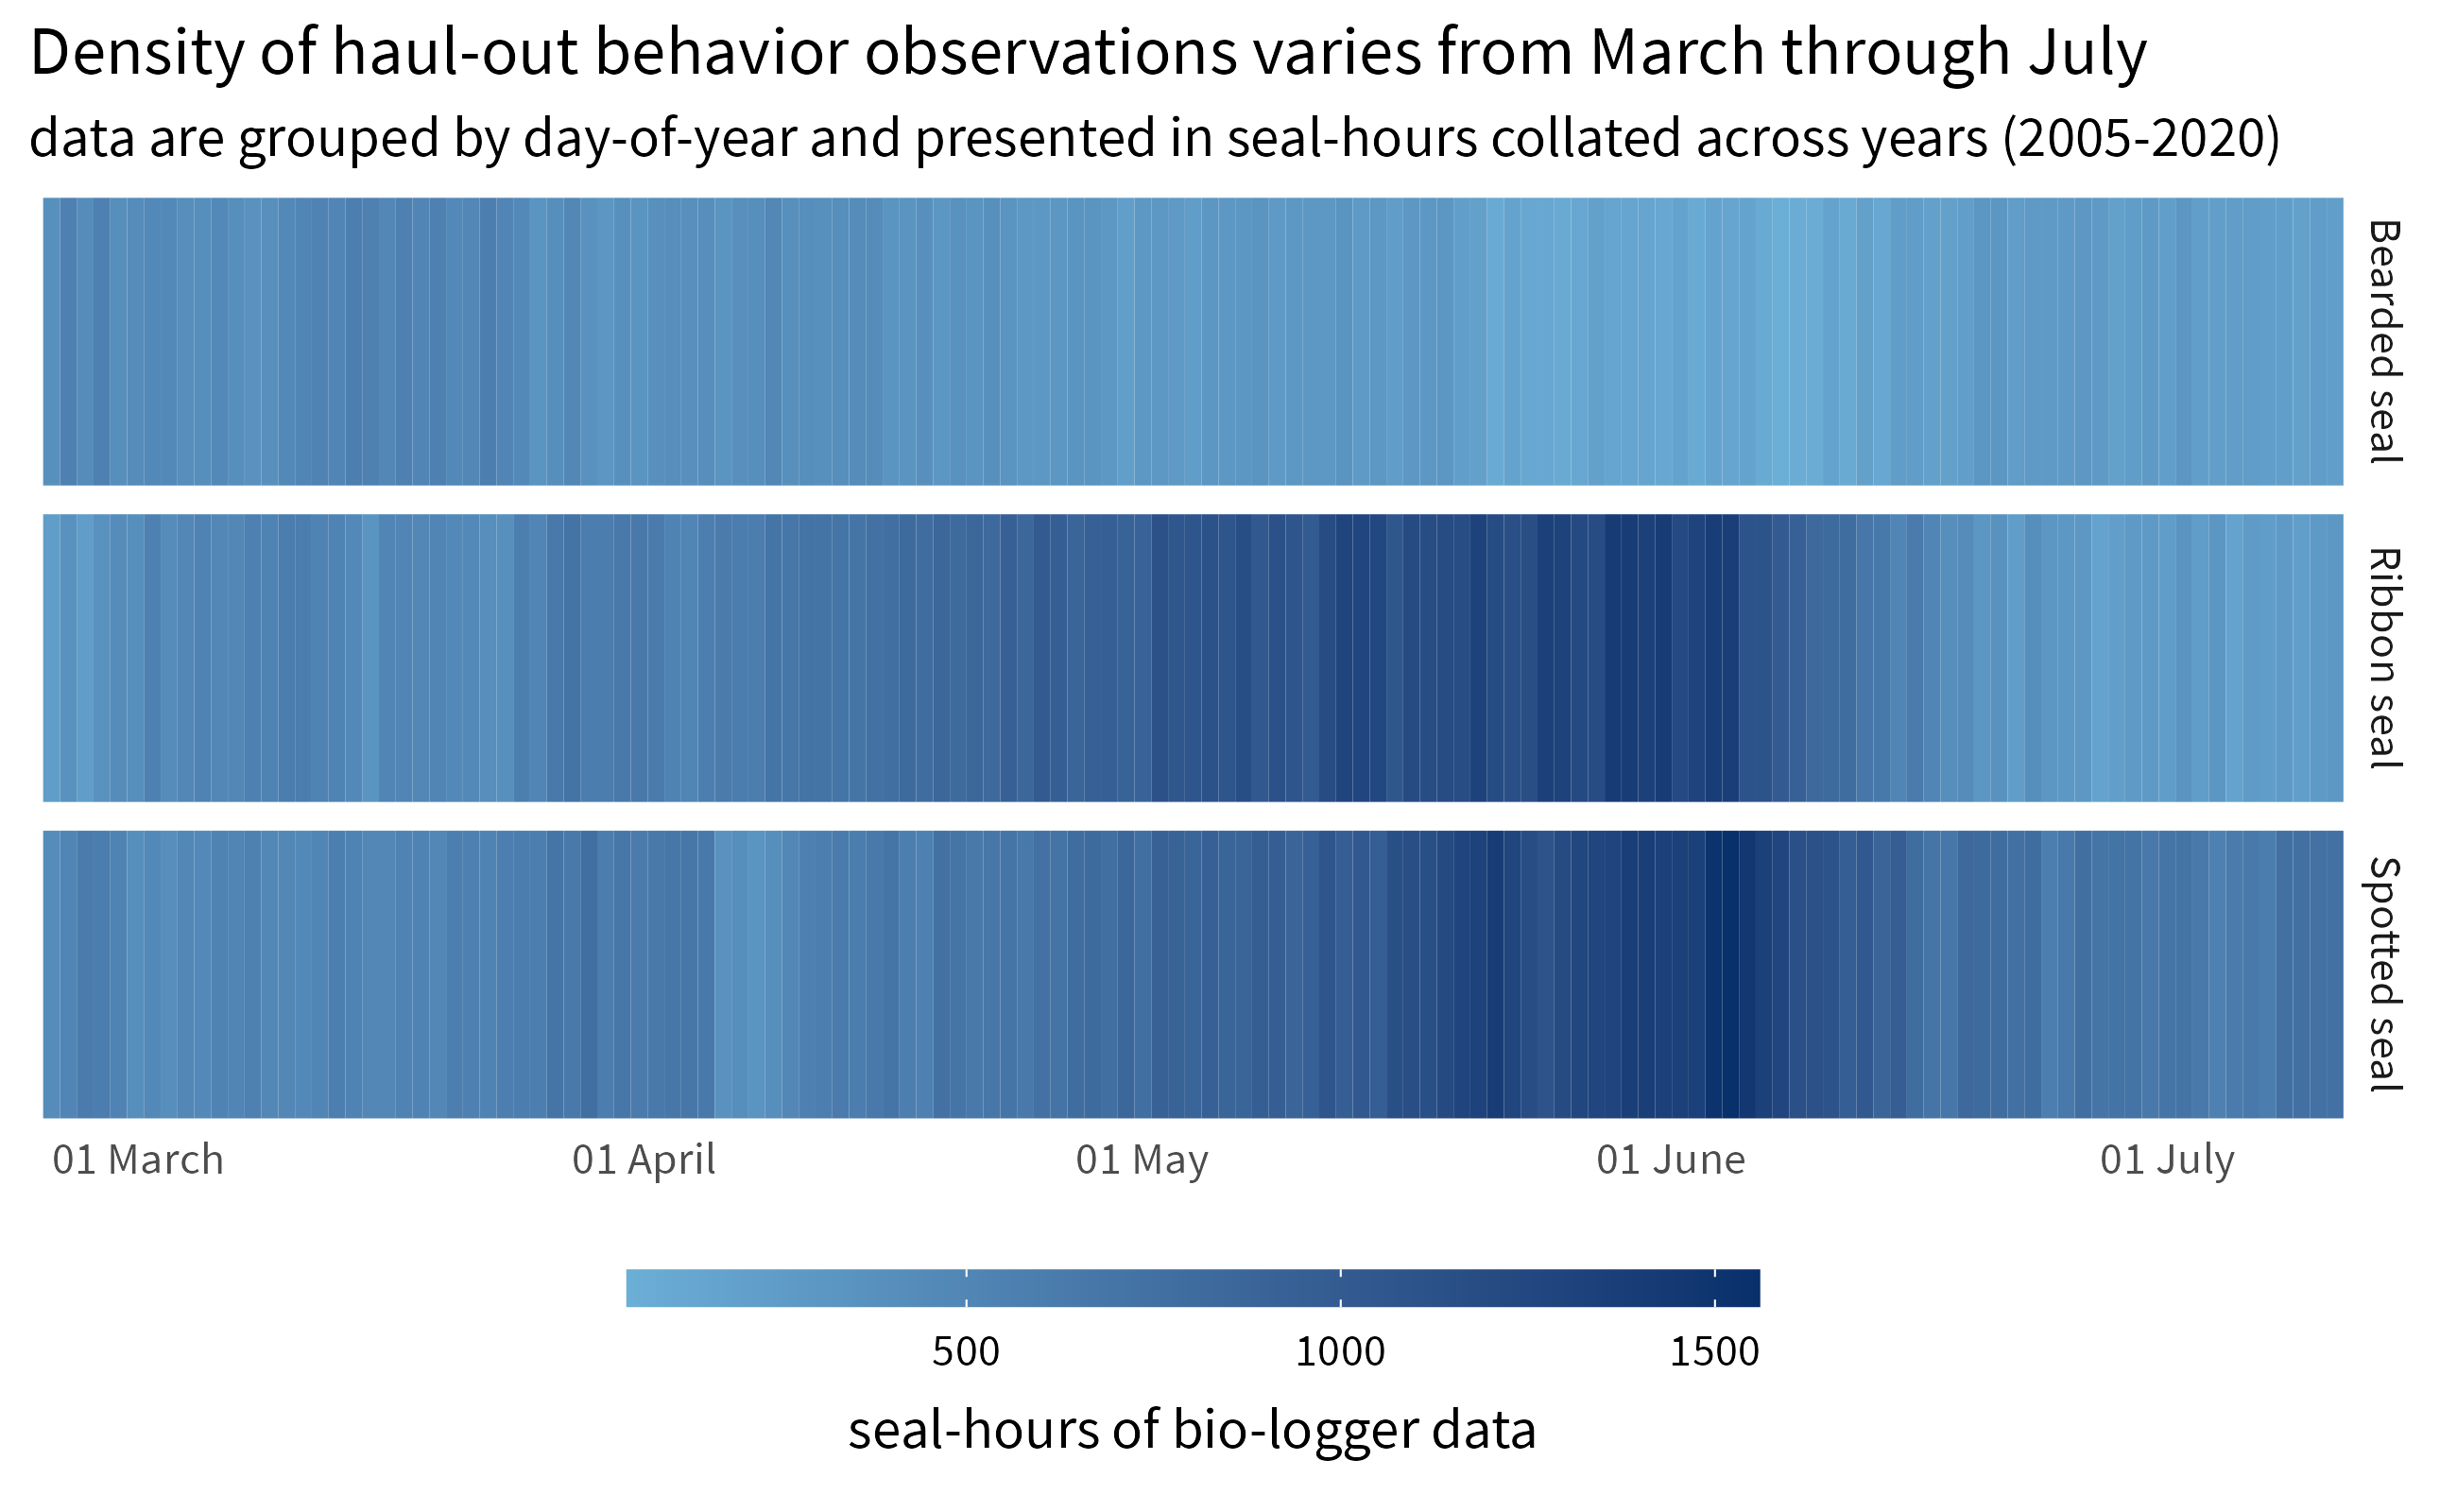 Density of haul-out behavior observations varies from March through July
data are grouped by day-of-year and presented in seal-hours collated across years (2005-2020)
Bearded seal
Ribbon seal
Spotted seal
01 March 01 April 01 May 01 June 01 July
500 1000 1500
seal-hours of bio-logger data